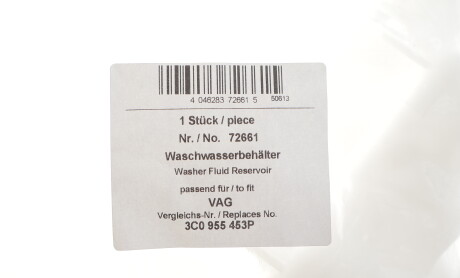 4 046283 72661 5 50613
1 Stück / piece
Nr. / No. 72661
Waschwasserbehälter
Washer Fluid Reservoir
passend für / to fit
VAG
Vergleichs-Nr. / Replaces No.
3C0 955 453P